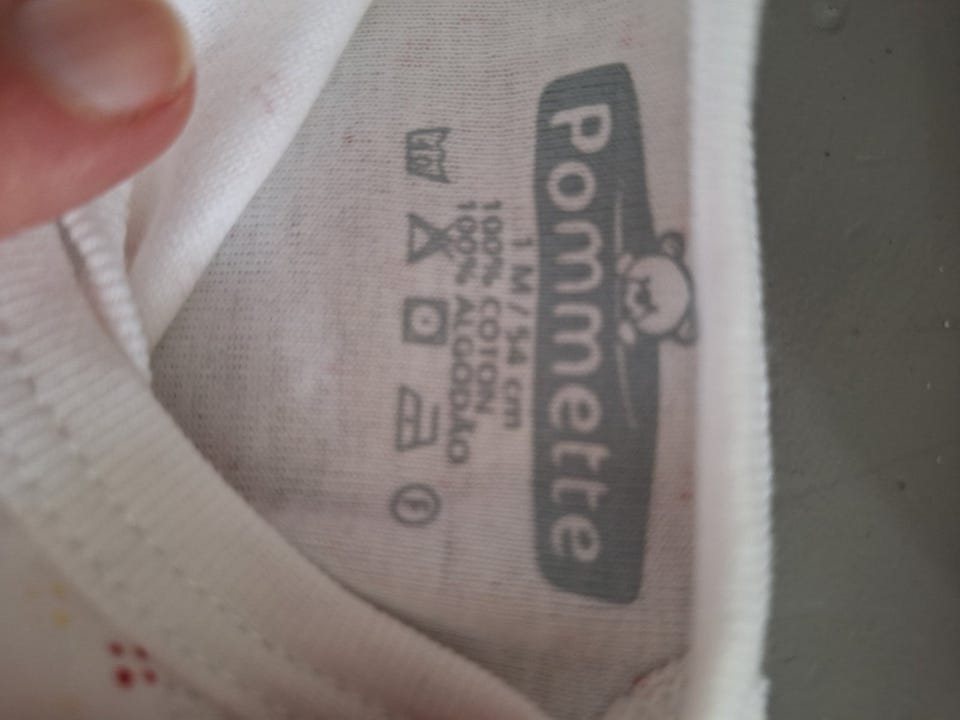 Pommette
1 M / 54 cm
100% COTON
100% ALGODÃO
F